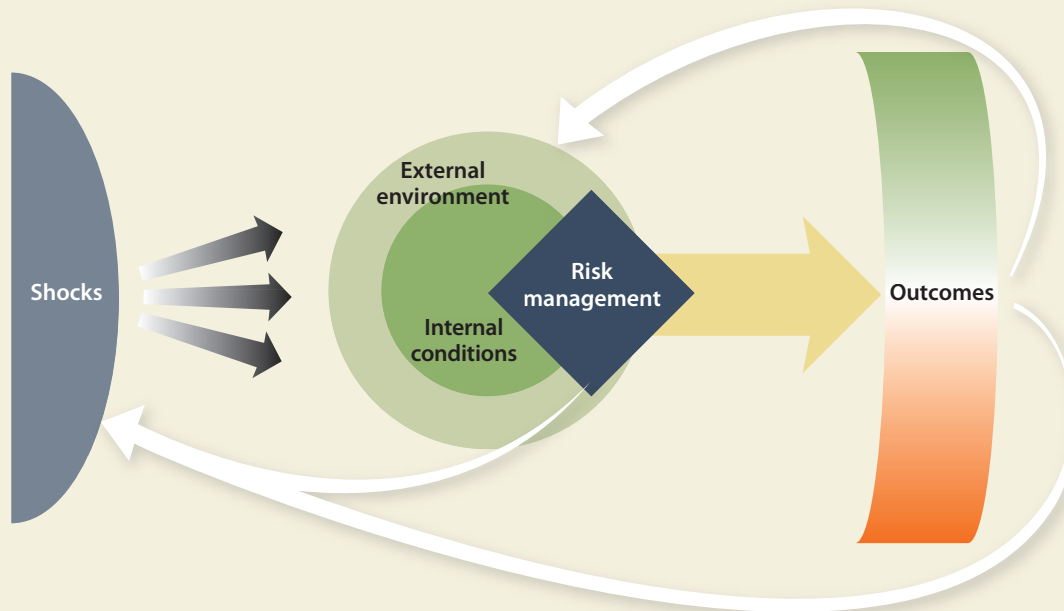 Shocks
External
environment
Internal
conditions
Risk
management
Outcomes